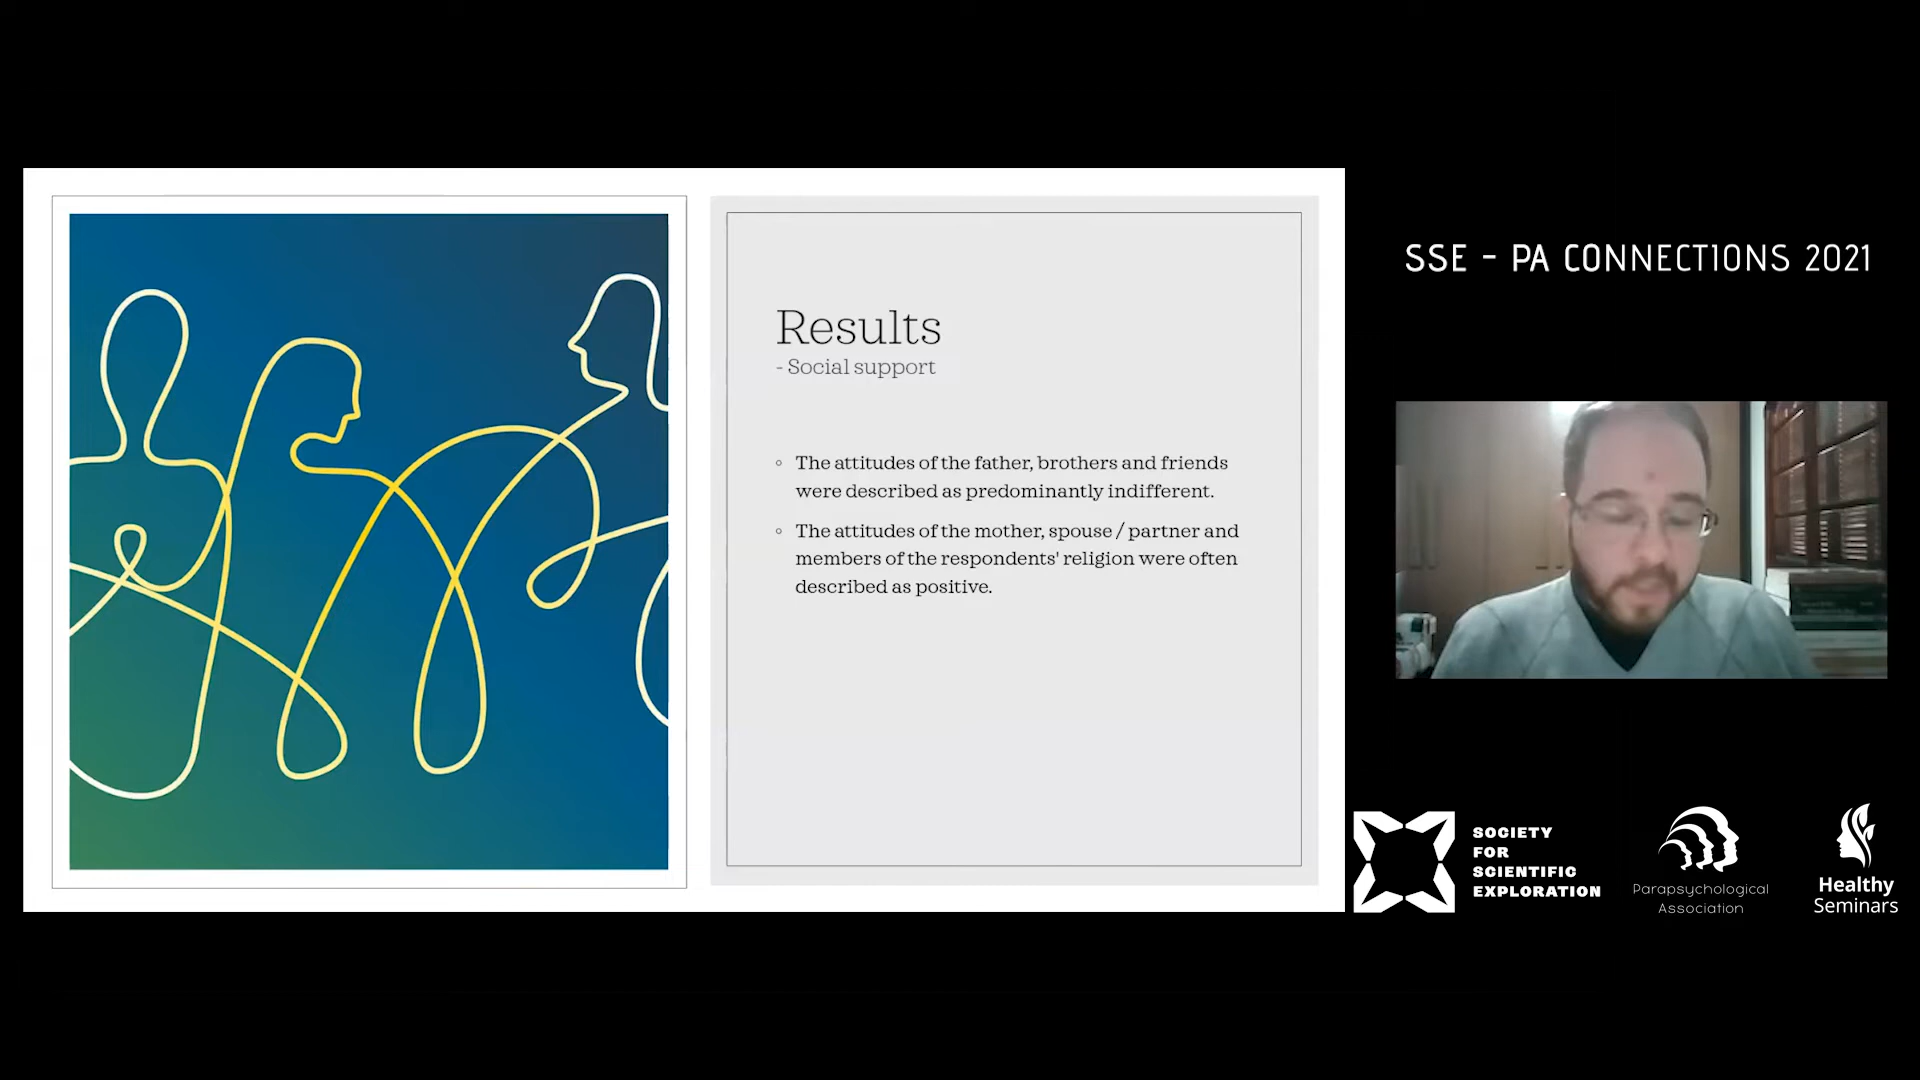 Results
- Social support
◦ The attitudes of the father, brothers and friends
were described as predominantly indifferent.
◦ The attitudes of the mother, spouse / partner and
members of the respondents' religion were often
described as positive.
SSE - PA CONNECTIONS 2021
SOCIETY
FOR
SCIENTIFIC
EXPLORATION
Parapsychological
Association
Healthy
Seminars